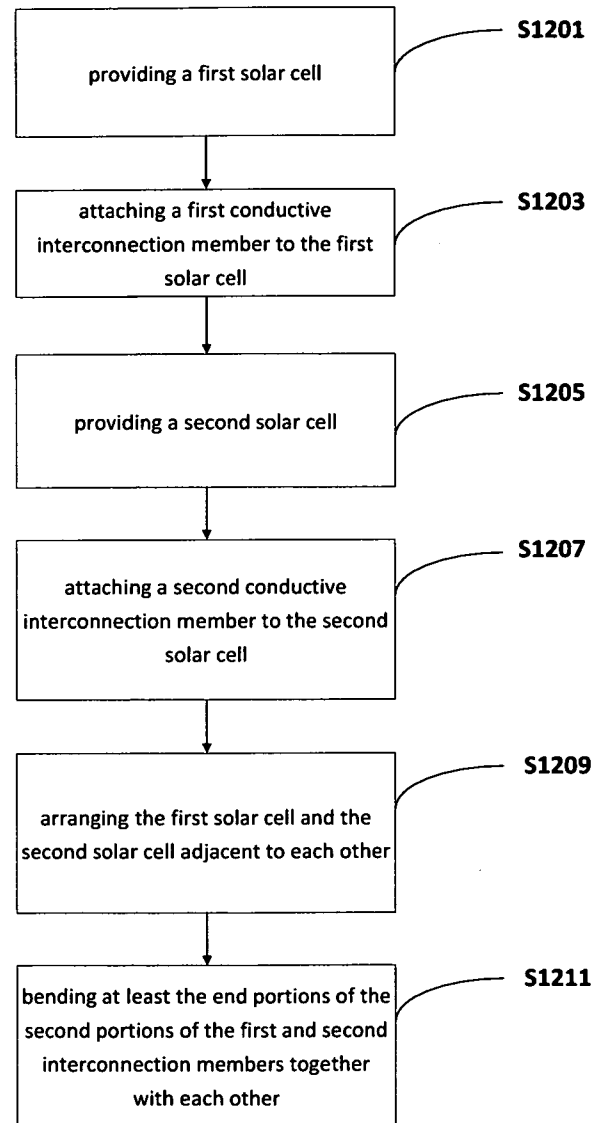 S1201
providing a first solar cell
S1203
attaching a first conductive
interconnection member to the first
solar cell
S1205
providing a second solar cell
S1207
attaching a second conductive
interconnection member to the second
solar cell
S1209
arranging the first solar cell and the
second solar cell adjacent to each other
S1211
bending at least the end portions of the
second portions of the first and second
interconnection members together
with each other